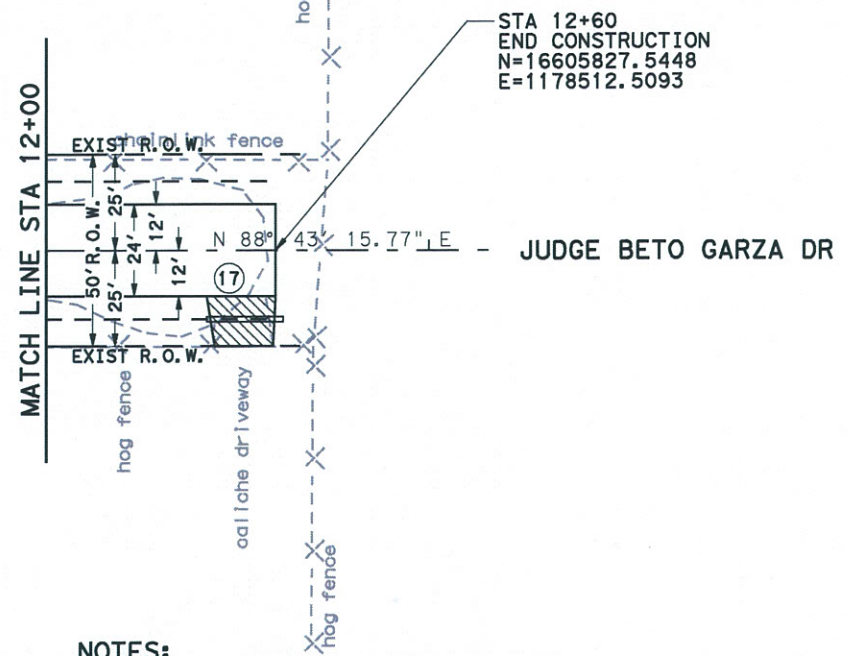 ho
STA 12+60
END CONSTRUCTION
N=16605827.5448
E=1178512.5093
MATCH LINE STA 12+00
EXIST R.O.W.
chainlink fence
50' R.O.W.
25'
25'
24'
12'
12'
N 88° 43' 15.77" E
JUDGE BETO GARZA DR
17
EXIST R.O.W.
hog fence
caliche driveway
hog fence
NOTES: